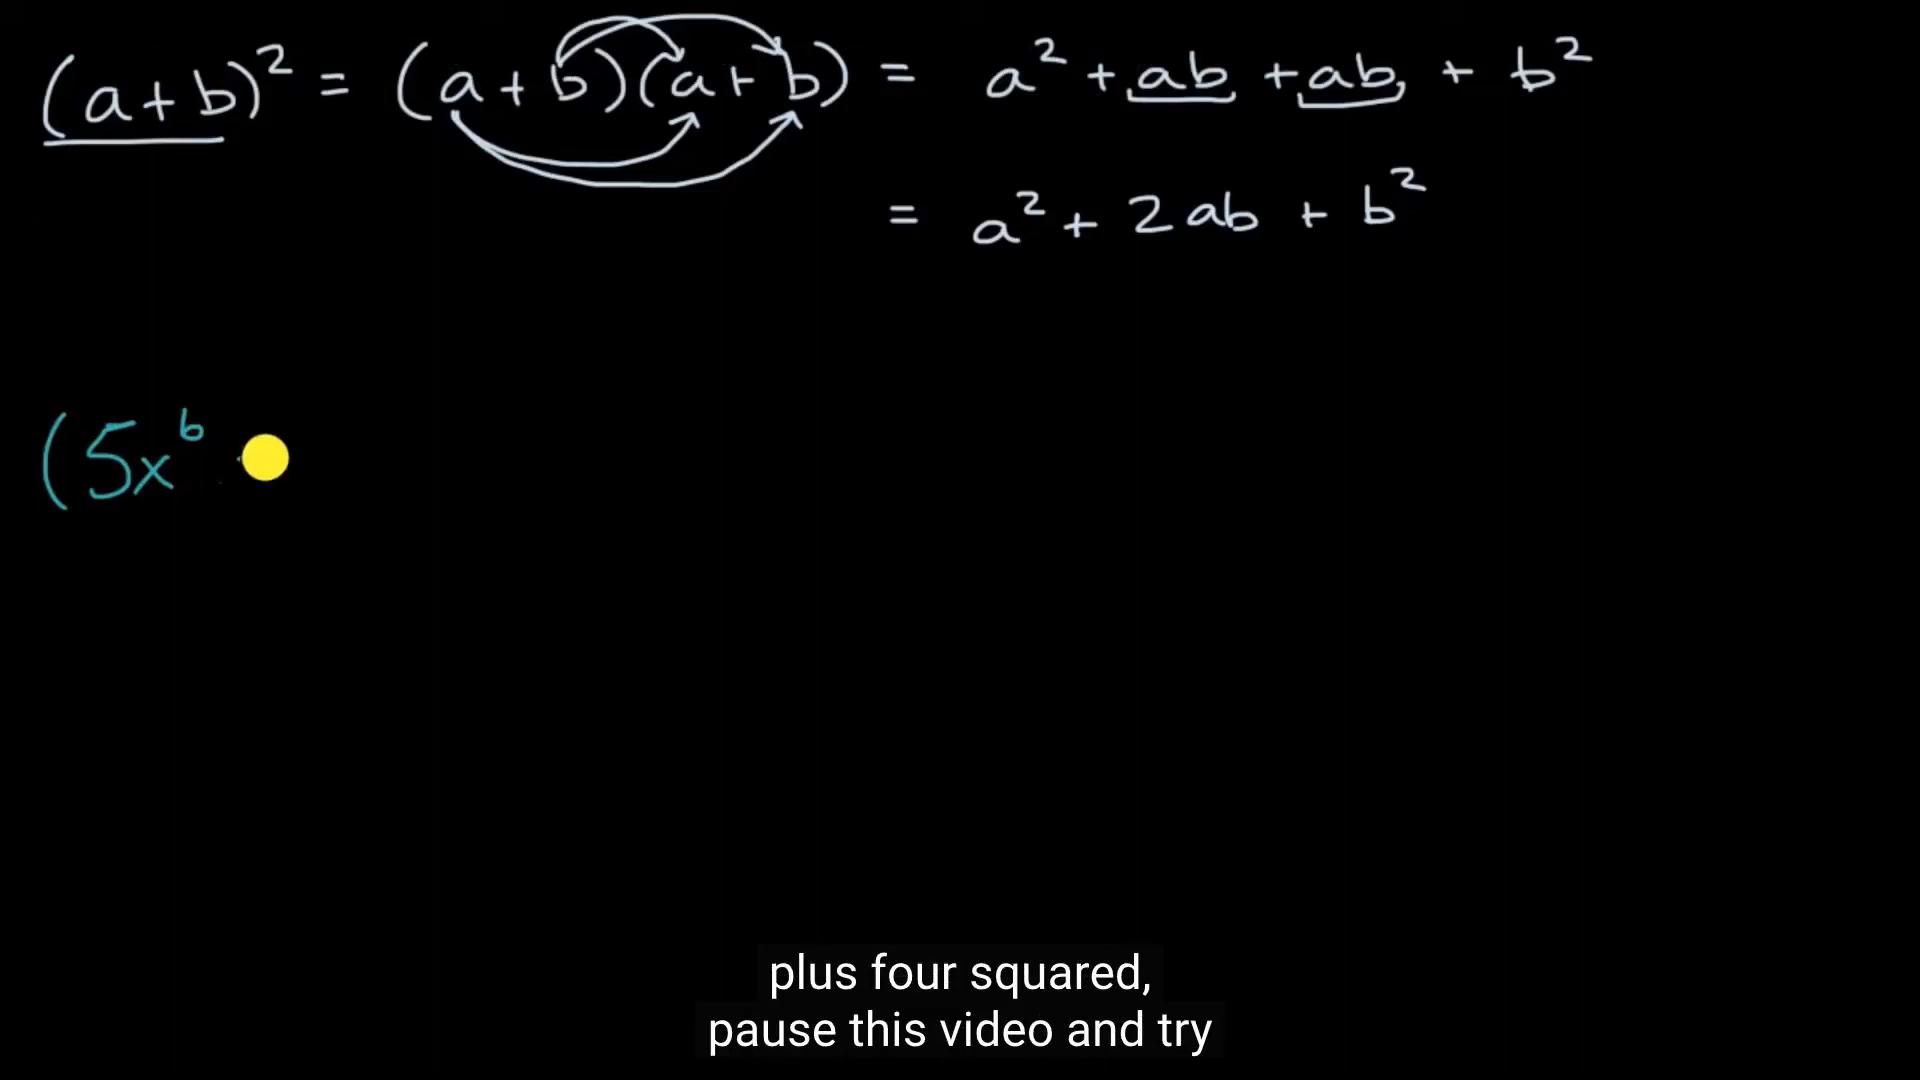 (a+b)² = (a+b)(a+b) = a² + ab + ab + b²
= a² + 2ab + b²
(5x⁶
plus four squared,
pause this video and try